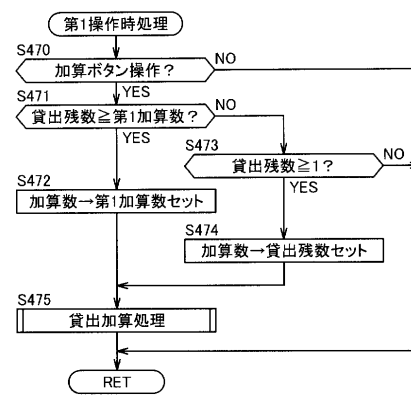 第1操作時処理
S470
加算ボタン操作？
NO
YES
S471
貸出残数≧第1加算数？
NO
YES
S473
貸出残数≧1？
NO
YES
S472
加算数→第1加算数セット
S474
加算数→貸出残数セット
S475
貸出加算処理
RET